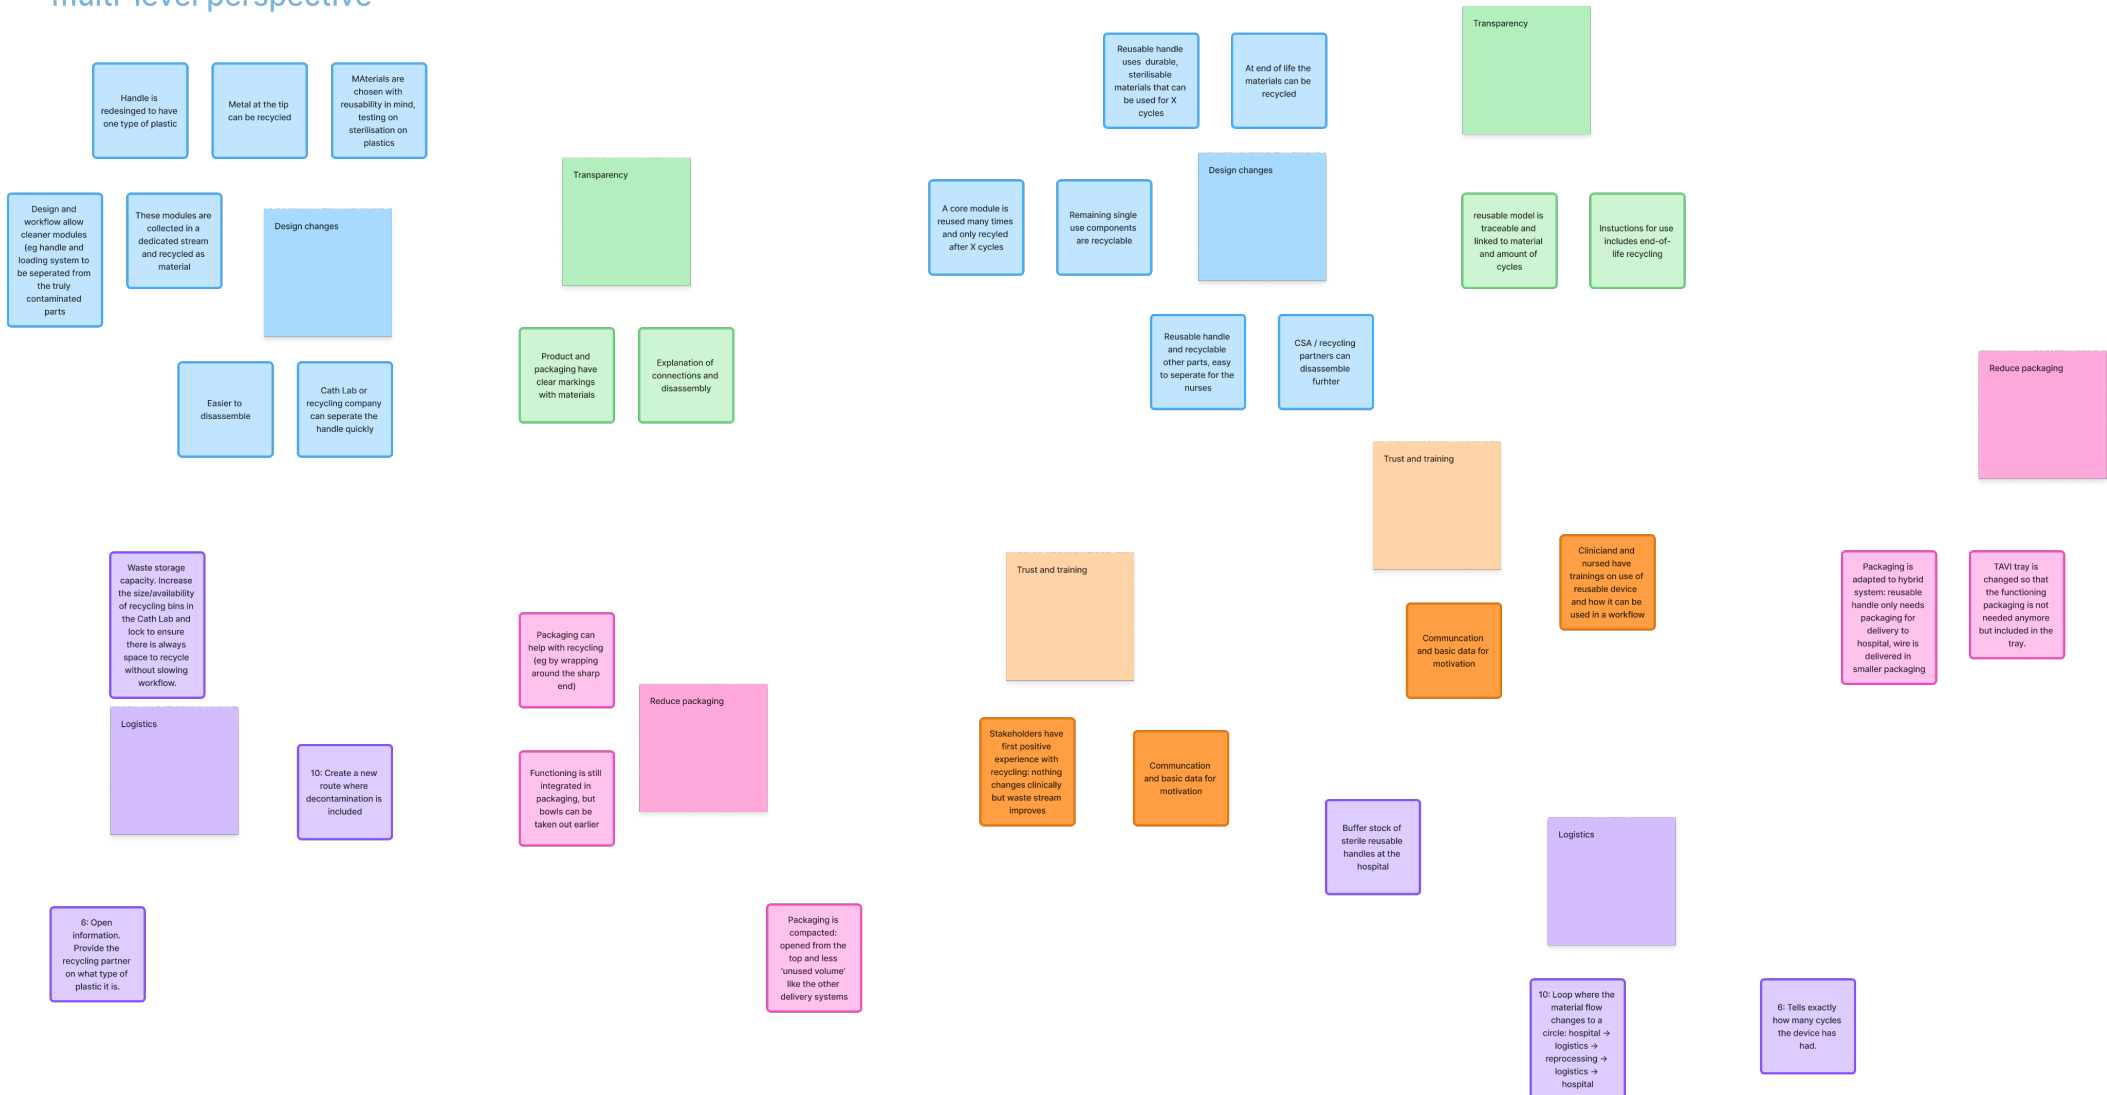 multi-level perspective
Handle is
redesinged to have
one type of plastic
Metal at the tip
can be recycled
MAterials are
chosen with
reusability in mind,
testing on
sterilisation on
plastics
Design and
workflow allow
cleaner modules
(eg handle and
loading system to
be seperated from
the truly
contaminated
parts
These modules are
collected in a
dedicated stream
and recycled as
material
Design changes
Easier to
disassemble
Cath Lab or
recycling company
can seperate the
handle quickly
Transparency
Product and
packaging have
clear markings
with materials
Explanation of
connections and
disassembly
Waste storage
capacity. Increase
the size/availability
of recycling bins in
the Cath Lab and
lock to ensure
there is always
space to recycle
without slowing
workflow.
Logistics
10: Create a new
route where
decontamination is
included
6: Open
information.
Provide the
recycling partner
on what type of
plastic it is.
Packaging can
help with recycling
(eg by wrapping
around the sharp
end)
Reduce packaging
Functioning is still
integrated in
packaging, but
bowls can be
taken out earlier
Packaging is
compacted:
opened from the
top and less
'unused volume'
like the other
delivery systems
Trust and training
Stakeholders have
first positive
experience with
recycling: nothing
changes clinically
but waste stream
improves
Communcation
and basic data for
motivation
Reusable handle
uses durable,
sterilisable
materials that can
be used for X
cycles
At end of life the
materials can be
recycled
A core module is
reused many times
and only recyled
after X cycles
Remaining single
use components
are recyclable
Design changes
Reusable handle
and recyclable
other parts, easy
to seperate for the
nurses
CSA / recycling
partners can
disassemble
furhter
Transparency
reusable model is
traceable and
linked to material
and amount of
cycles
Instuctions for use
includes end-of-
life recycling
Trust and training
Cliniciand and
nursed have
trainings on use of
reusable device
and how it can be
used in a workflow
Communcation
and basic data for
motivation
Reduce packaging
Packaging is
adapted to hybrid
system: reusable
handle only needs
packaging for
delivery to
hospital, wire is
delivered in
smaller packaging
TAVI tray is
changed so that
the functioning
packaging is not
needed anymore
but included in the
tray.
Buffer stock of
sterile reusable
handles at the
hospital
Logistics
10: Loop where the
material flow
changes to a
circle: hospital →
logistics →
reprocessing →
logistics →
hospital
6: Tells exactly
how many cycles
the device has
had.